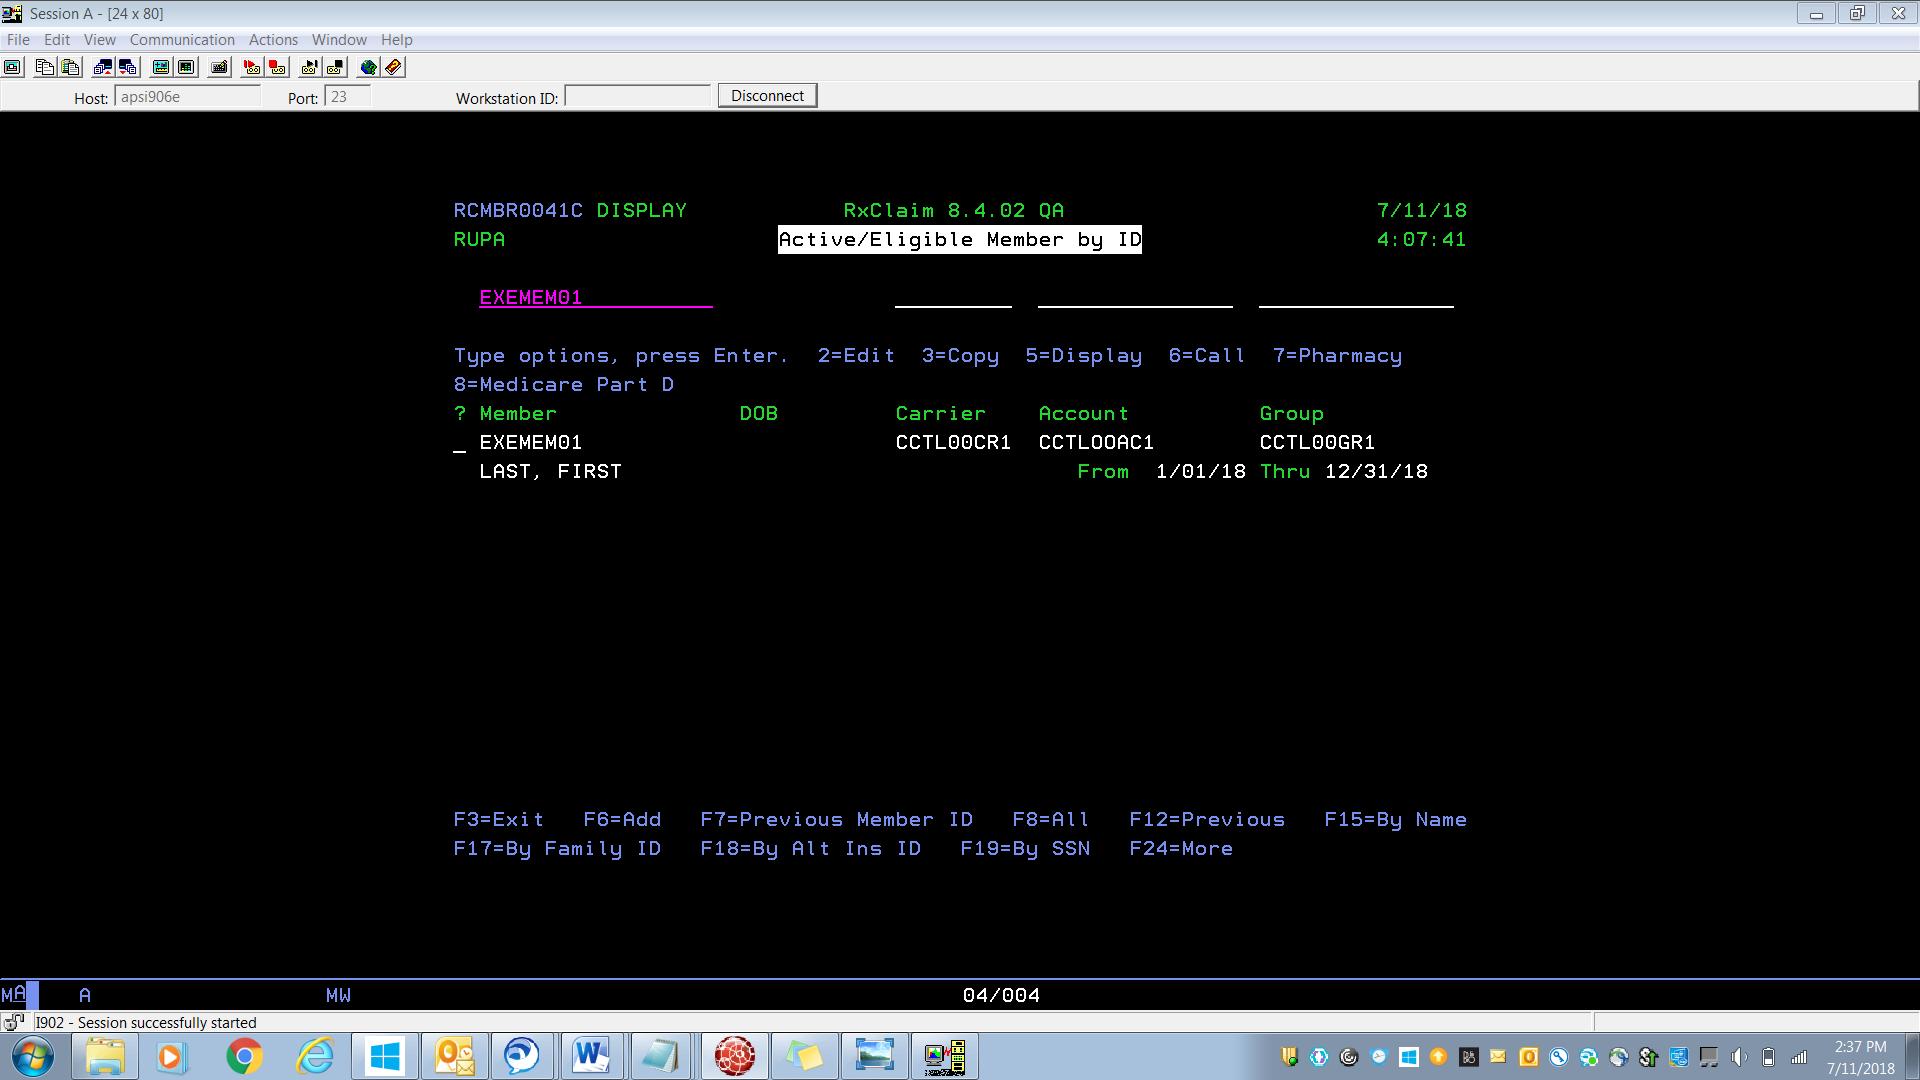 Session A - [24 x 80]
File Edit View Communication Actions Window Help
Host: apsi906e Port: 23 Workstation ID: Disconnect
RCMBR0041C DISPLAY RxClaim 8.4.02 QA 7/11/18
RUPA Active/Eligible Member by ID 4:07:41
EXEMEM01
Type options, press Enter. 2=Edit 3=Copy 5=Display 6=Call 7=Pharmacy
8=Medicare Part D
? Member DOB Carrier Account Group
_ EXEMEM01 CCTL00CR1 CCTL00AC1 CCTL00GR1
LAST, FIRST From 1/01/18 Thru 12/31/18
F3=Exit F6=Add F7=Previous Member ID F8=All F12=Previous F15=By Name
F17=By Family ID F18=By Alt Ins ID F19=By SSN F24=More
MA A MW 04/004
I902 - Session successfully started
2:37 PM
7/11/2018